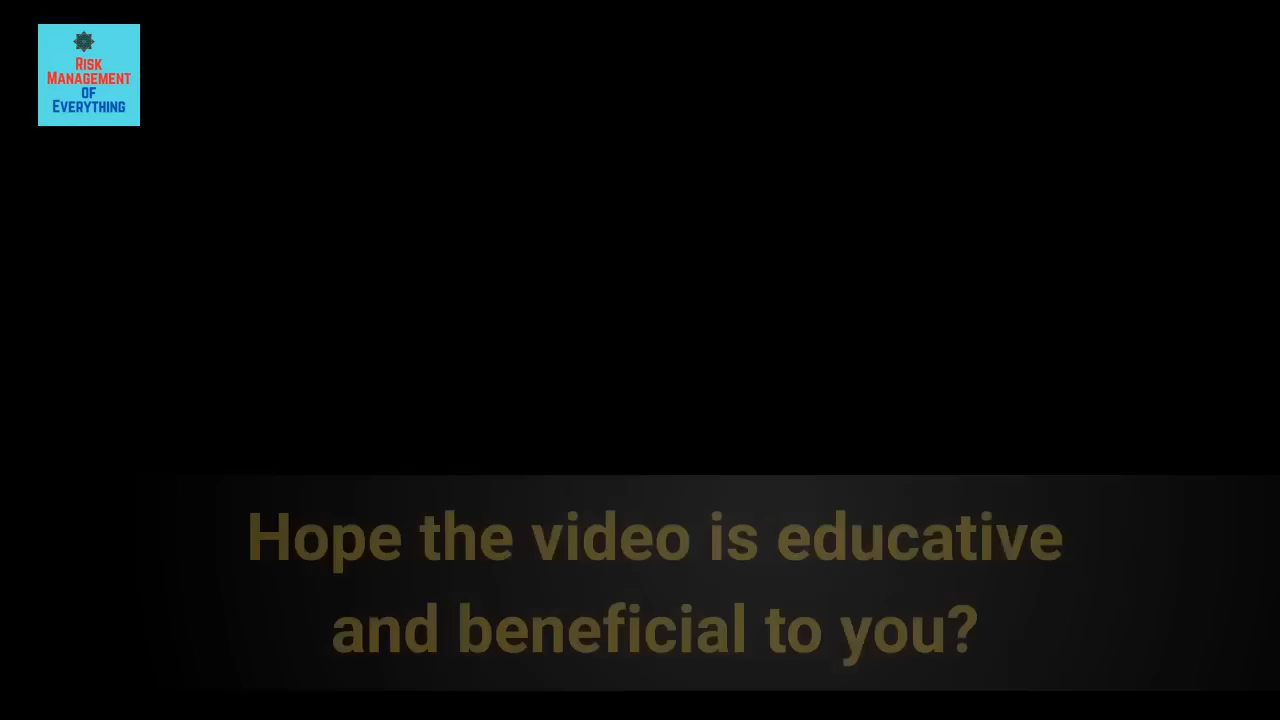 Risk
Management
of
Everything
Hope the video is educative
and beneficial to you?